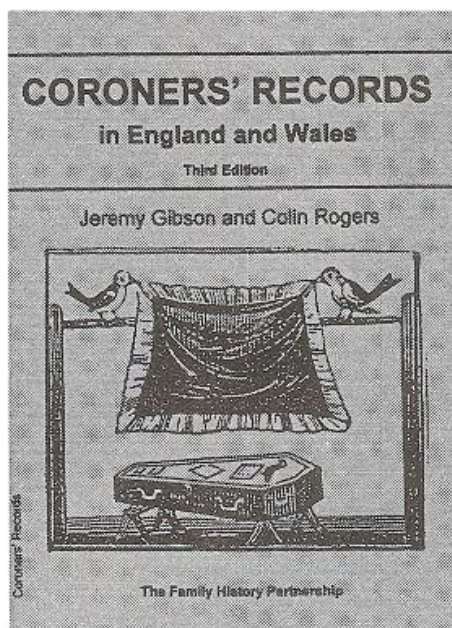 CORONERS' RECORDS
in England and Wales
Third Edition
Jeremy Gibson and Colin Rogers
Coroners' Records
The Family History Partnership